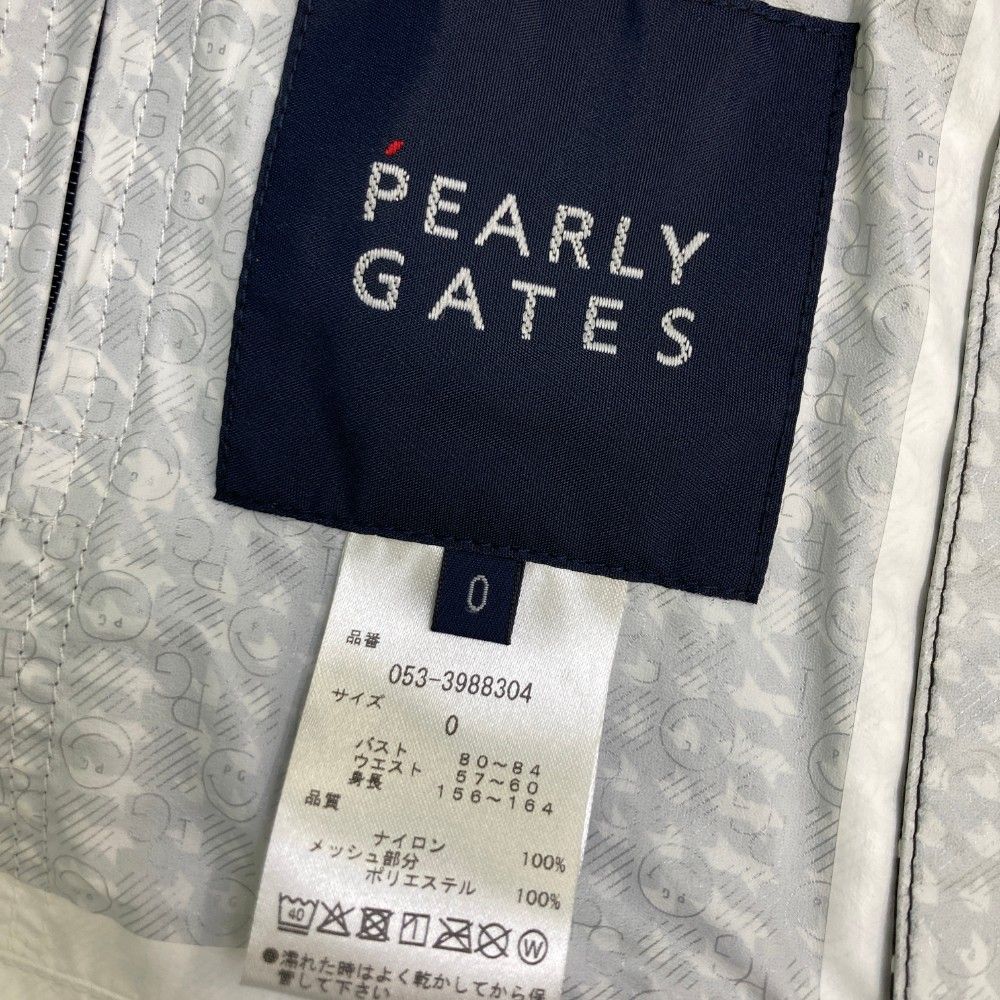 PEARLY
GATES
0
品番
053-3988304
サイズ
0
バスト 80〜84
ウエスト 57〜60
身長 156〜164
品質
ナイロン 100%
メッシュ部分
ポリエステル 100%
40 W
●濡れた時はよく乾かしてから保
管して下さい